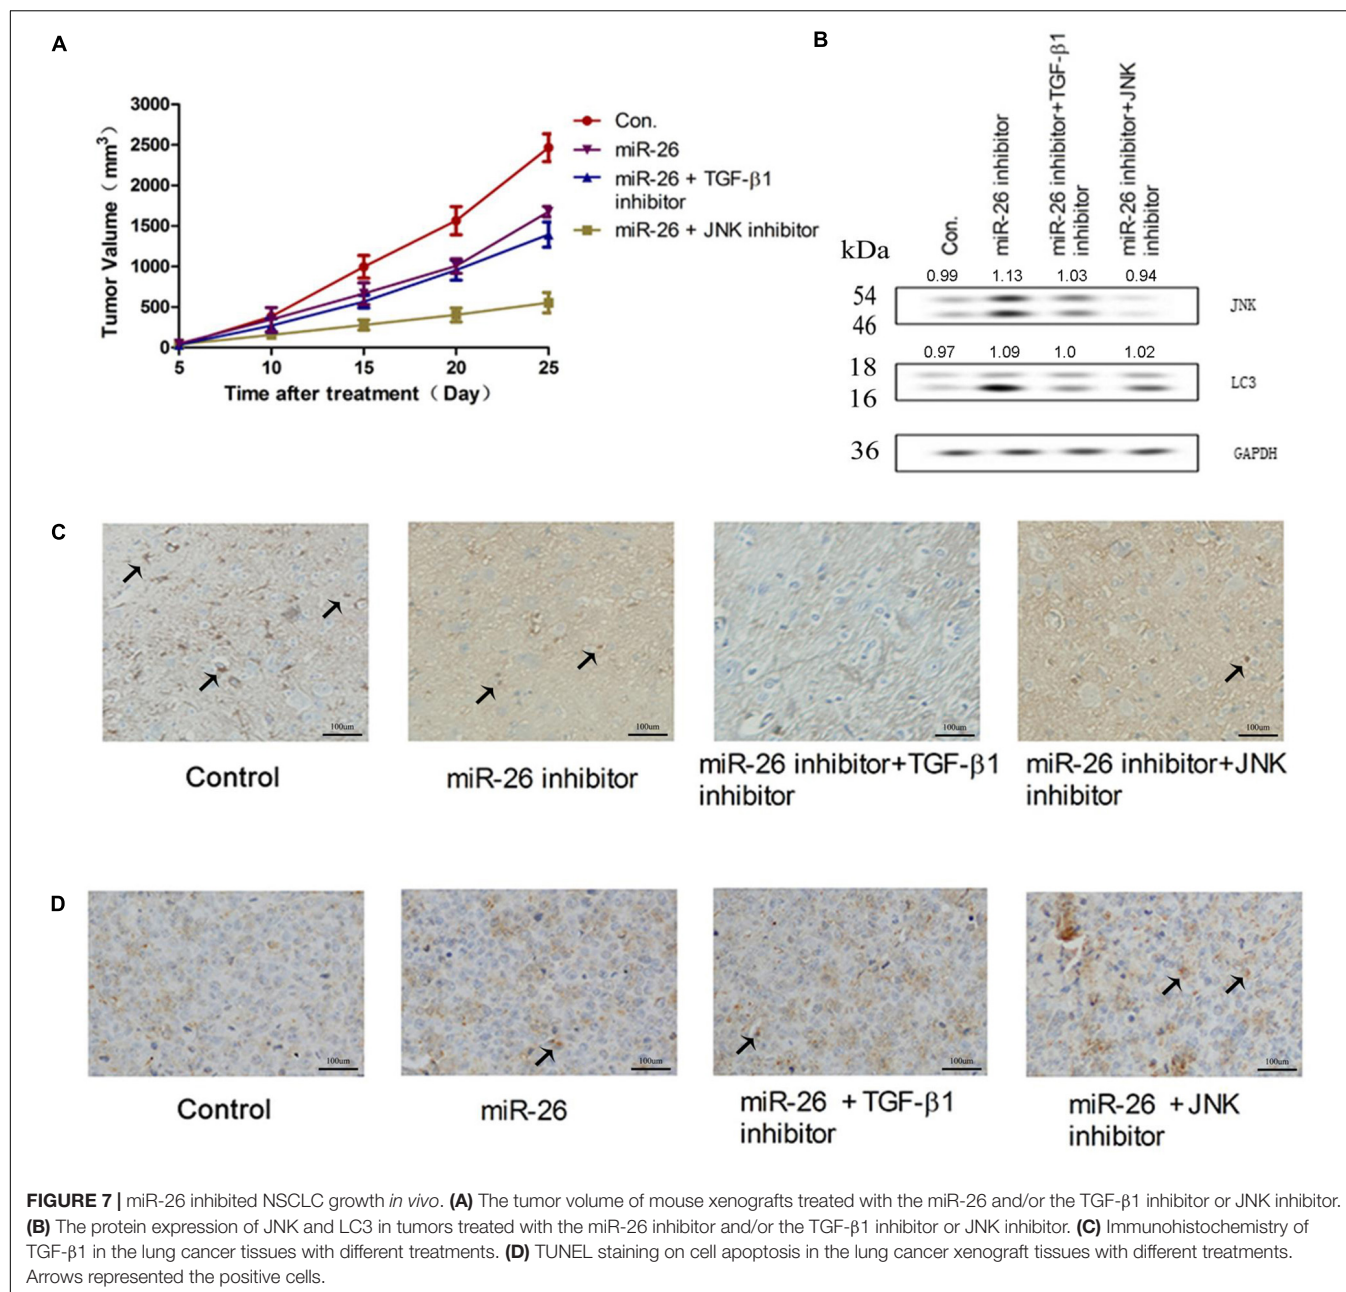 A
Tumor Valume ( mm³)
3000
2500
2000
1500
1000
500
0
5 10 15 20 25
Time after treatment ( Day )
Con.
miR-26
miR-26 + TGF-β1
inhibitor
miR-26 + JNK inhibitor
B
Con.
miR-26 inhibitor
miR-26 inhibitor+TGF-β1
inhibitor
miR-26 inhibitor+JNK
inhibitor
kDa
0.99 1.13 1.03 0.94
54
46
JNK
0.97 1.09 1.0 1.02
18
16
LC3
36
GAPDH
C
100um
100um
100um
100um
Control
miR-26 inhibitor
miR-26 inhibitor+TGF-β1
inhibitor
miR-26 inhibitor+JNK
inhibitor
D
100um
100um
100um
100um
Control
miR-26
miR-26 + TGF-β1
inhibitor
miR-26 + JNK
inhibitor
FIGURE 7 | miR-26 inhibited NSCLC growth in vivo. (A) The tumor volume of mouse xenografts treated with the miR-26 and/or the TGF-β1 inhibitor or JNK inhibitor.
(B) The protein expression of JNK and LC3 in tumors treated with the miR-26 inhibitor and/or the TGF-β1 inhibitor or JNK inhibitor. (C) Immunohistochemistry of
TGF-β1 in the lung cancer tissues with different treatments. (D) TUNEL staining on cell apoptosis in the lung cancer xenograft tissues with different treatments.
Arrows represented the positive cells.